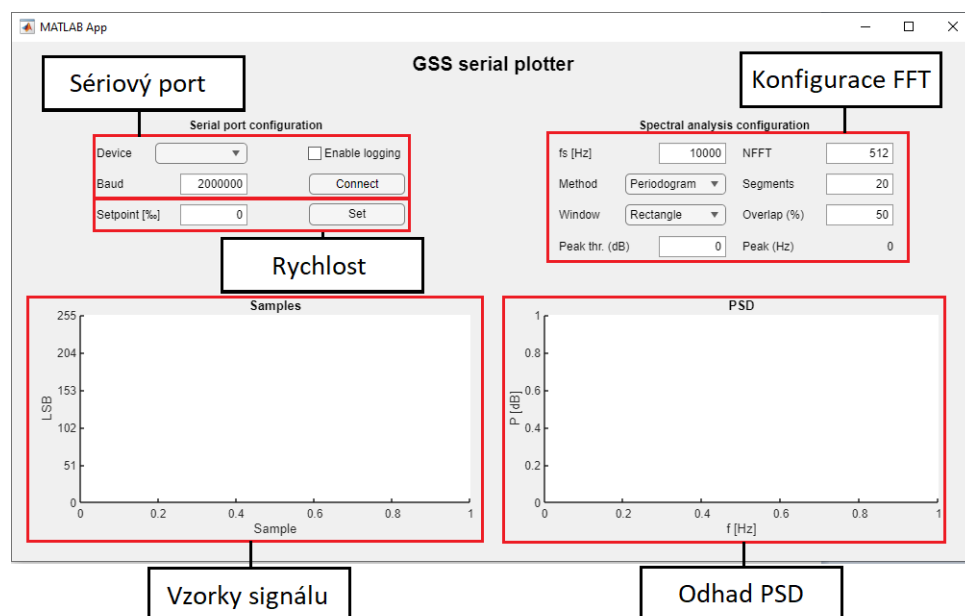 MATLAB App
GSS serial plotter
Sériový port
Konfigurace FFT
Serial port configuration
Device
Enable logging
Baud 2000000 Connect
Setpoint [‰] 0 Set
Rychlost
Spectral analysis configuration
fs [Hz] 10000 NFFT 512
Method Periodogram Segments 20
Window Rectangle Overlap (%) 50
Peak thr. (dB) 0 Peak (Hz) 0
Samples
255
204
153
102
51
0
LSB
0 0.2 0.4 0.6 0.8 1
Sample
Vzorky signálu
PSD
1
0.8
0.6
0.4
0.2
0
P [dB]
0 0.2 0.4 0.6 0.8 1
f [Hz]
Odhad PSD